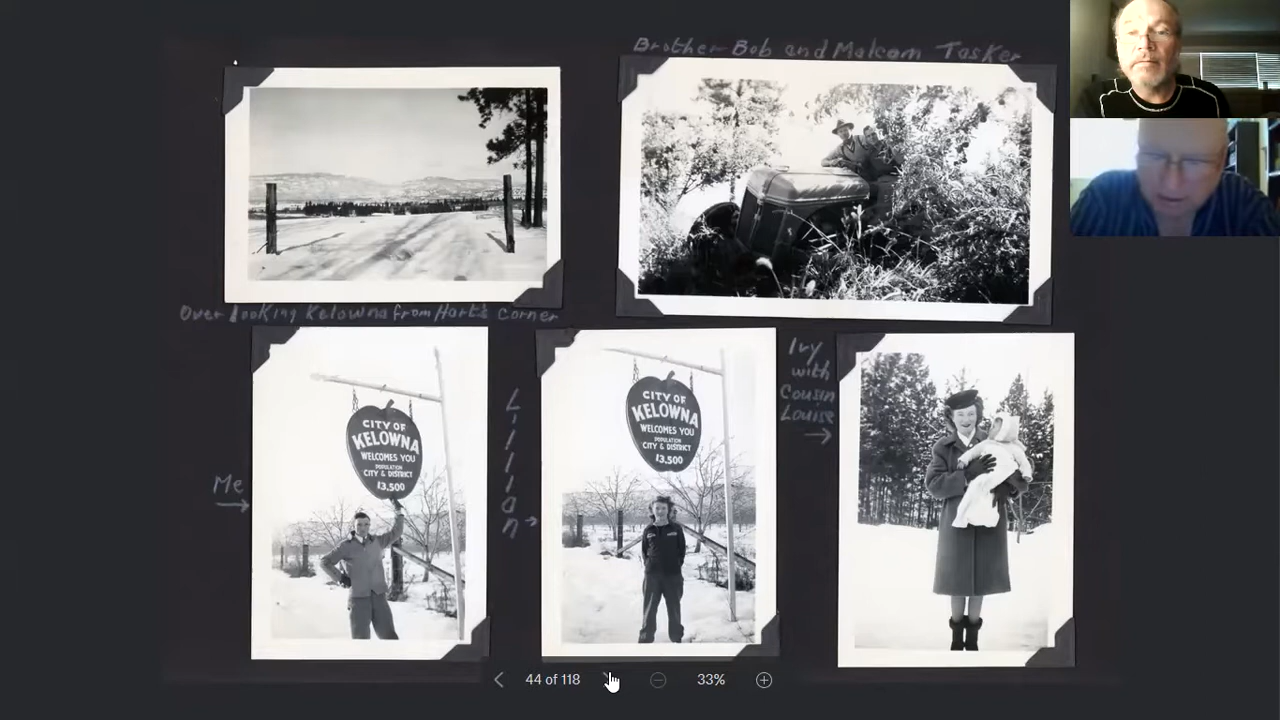 Brother Bob and Malcom Tasker
Over looking Kelowna from Hart's Corner
Me
CITY OF
KELOWNA
WELCOMES YOU
POPULATION
CITY & DISTRICT
13,500
Lillian
CITY OF
KELOWNA
WELCOMES YOU
POPULATION
CITY & DISTRICT
13,500
Ivy
with
Cousin
Louise
44 of 118
33%